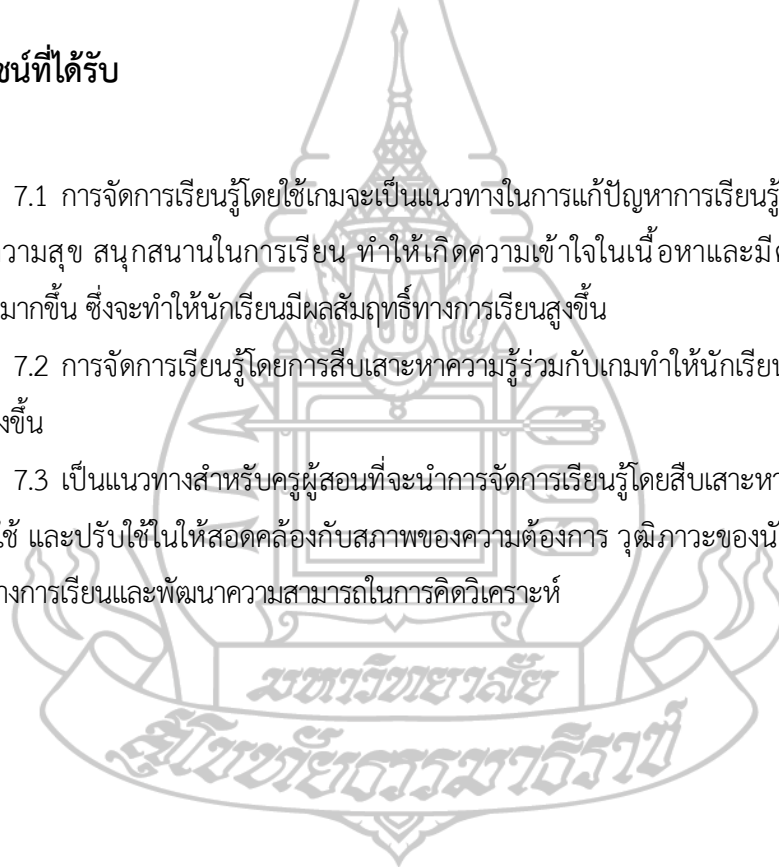 ชน์ที่ได้รับ
7.1 การจัดการเรียนรู้โดยใช้เกมจะเป็นแนวทางในการแก้ปัญหาการเรียนรู้
วามสุข สนุกสนานในการเรียน ทำให้เกิดความเข้าใจในเนื้อหาและมี
มากขึ้น ซึ่งจะทำให้นักเรียนมีผลสัมฤทธิ์ทางการเรียนสูงขึ้น
7.2 การจัดการเรียนรู้โดยการสืบเสาะหาความรู้ร่วมกับเกมทำให้นักเรียน
งขึ้น
7.3 เป็นแนวทางสำหรับครูผู้สอนที่จะนำการจัดการเรียนรู้โดยสืบเสาะหา
ใช้ และปรับใช้ในให้สอดคล้องกับสภาพของความต้องการ วุฒิภาวะของ
างการเรียนและพัฒนาความสามารถในการคิดวิเคราะห์
มหาวิทยาลัย
สุโขทัยธรรมาธิราช